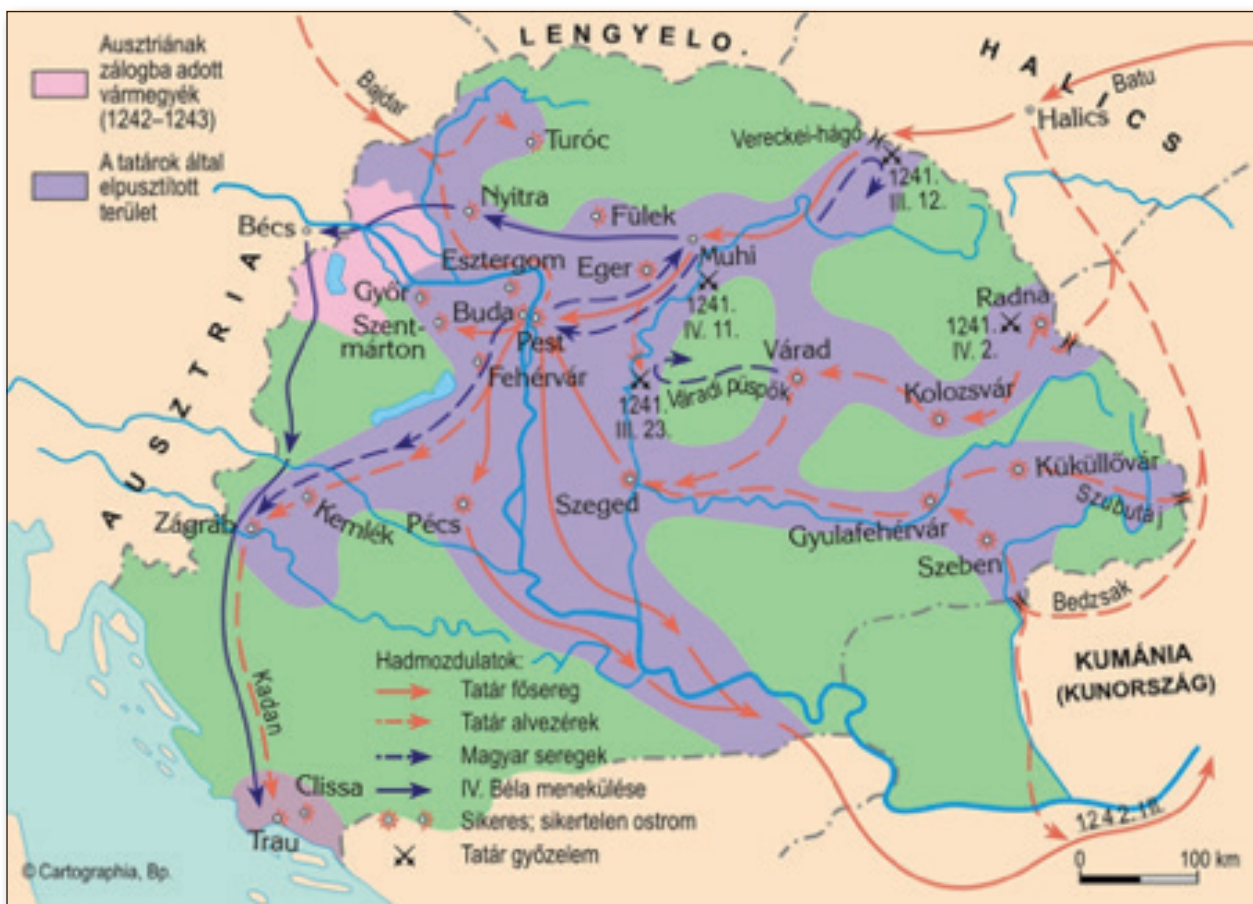 Ausztriának
zálogba adott
vármegyék
(1242–1243)
A tatárok által
elpusztított
terület
LENGYELO.
HALICS
Batu
Halics
Bajdar
Turóc
Vereckei-hágó
1241.
III. 12.
Nyitra
Fülek
Bécs
AUSZTRIA
Esztergom
Eger
Muhi
1241.
IV. 11.
Győr
Buda
Szent-
márton
Pest
Fehérvár
Radna
1241.
IV. 2.
Várad
Váradi püspök
1241.
III. 23.
Kolozsvár
Küküllővár
Szubutáj
Szeged
Gyulafehérvár
Szeben
Zágráb
Kemlék
Pécs
Bedzsak
KUMÁNIA
(KUNORSZÁG)
Kadan
Clissa
Trau
Hadmozdulatok:
Tatár fősereg
Tatár alvezérek
Magyar seregek
IV. Béla menekülése
Sikeres; sikertelen ostrom
Tatár győzelem
© Cartographia, Bp.
0 100 km